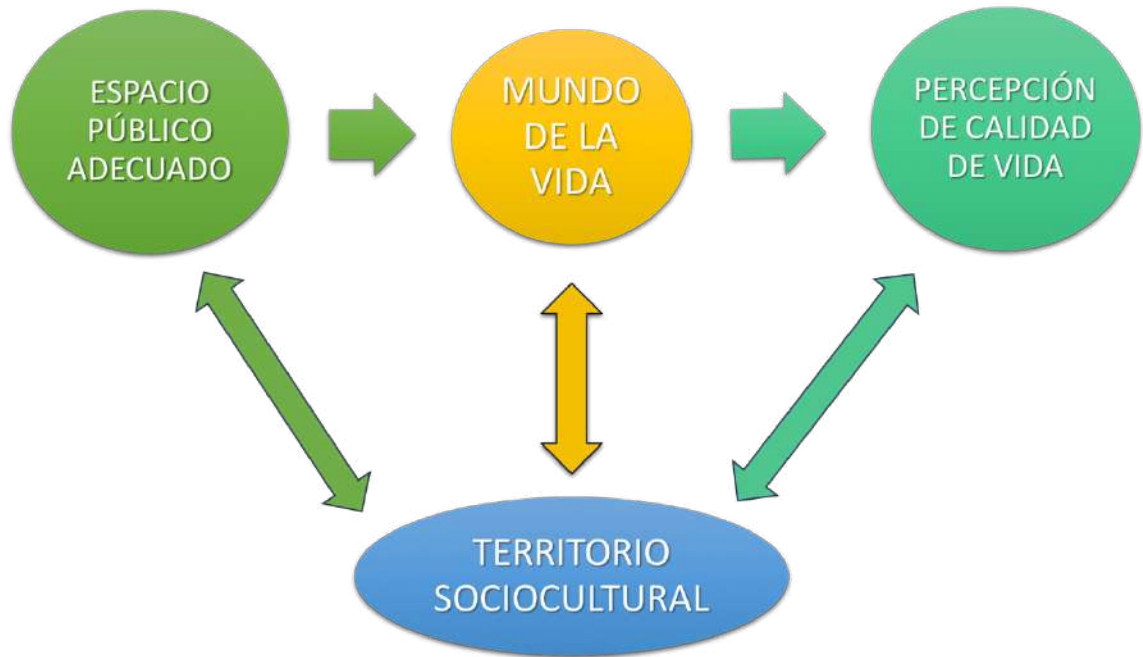 ESPACIO
PÚBLICO
ADECUADO
MUNDO
DE LA
VIDA
PERCEPCIÓN
DE CALIDAD
DE VIDA
TERRITORIO
SOCIOCULTURAL